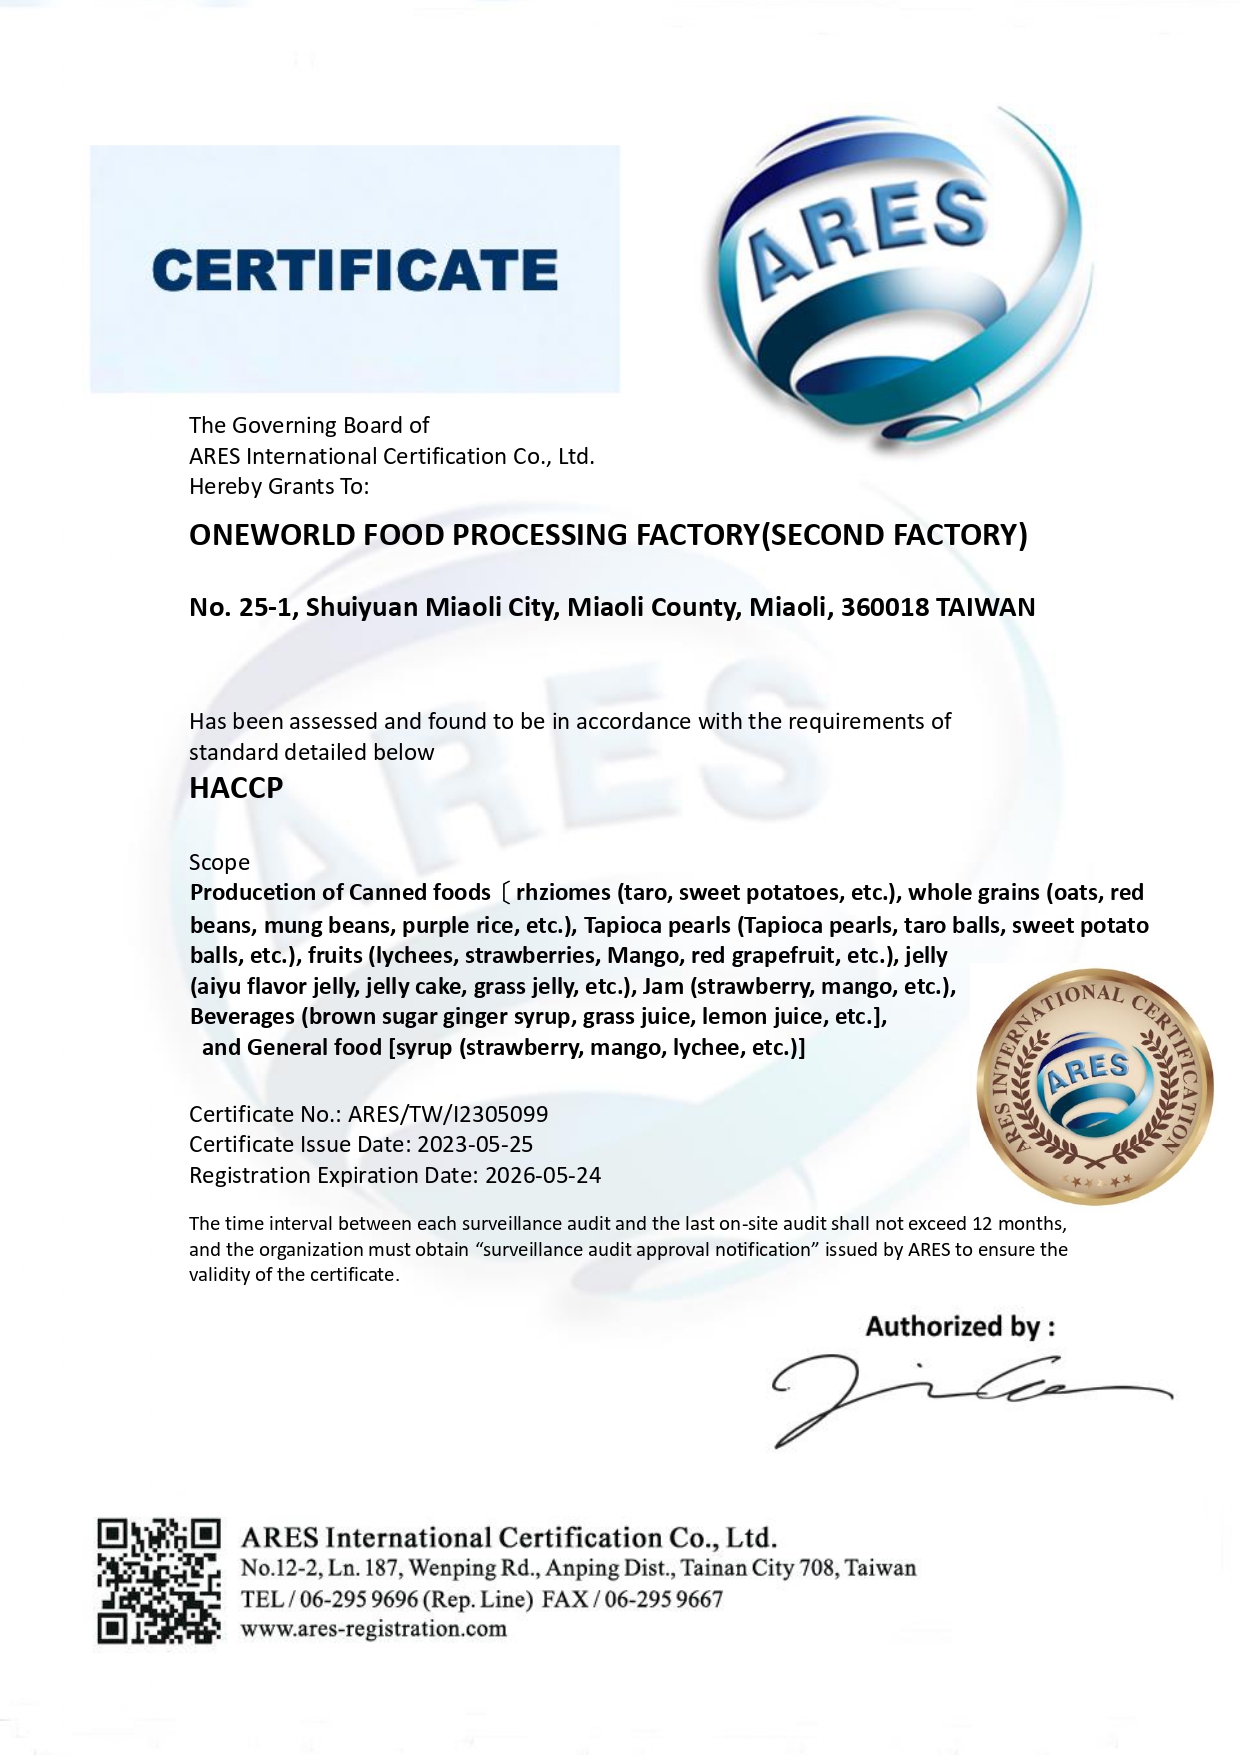 CERTIFICATE
ARES
The Governing Board of
ARES International Certification Co., Ltd.
Hereby Grants To:
ONEWORLD FOOD PROCESSING FACTORY(SECOND FACTORY)
No. 25-1, Shuiyuan Miaoli City, Miaoli County, Miaoli, 360018 TAIWAN
ARES
Has been assessed and found to be in accordance with the requirements of
standard detailed below
HACCP
Scope
Producetion of Canned foods〔rhziomes (taro, sweet potatoes, etc.), whole grains (oats, red
beans, mung beans, purple rice, etc.), Tapioca pearls (Tapioca pearls, taro balls, sweet potato
balls, etc.), fruits (lychees, strawberries, Mango, red grapefruit, etc.), jelly
(aiyu flavor jelly, jelly cake, grass jelly, etc.), Jam (strawberry, mango, etc.),
Beverages (brown sugar ginger syrup, grass juice, lemon juice, etc.],
and General food [syrup (strawberry, mango, lychee, etc.)]
ARES INTERNATIONAL CERTIFICATION
ARES
Certificate No.: ARES/TW/I2305099
Certificate Issue Date: 2023-05-25
Registration Expiration Date: 2026-05-24
The time interval between each surveillance audit and the last on-site audit shall not exceed 12 months,
and the organization must obtain “surveillance audit approval notification” issued by ARES to ensure the
validity of the certificate.
Authorized by :
ARES International Certification Co., Ltd.
No.12-2, Ln. 187, Wenping Rd., Anping Dist., Tainan City 708, Taiwan
TEL / 06-295 9696 (Rep. Line) FAX / 06-295 9667
www.ares-registration.com